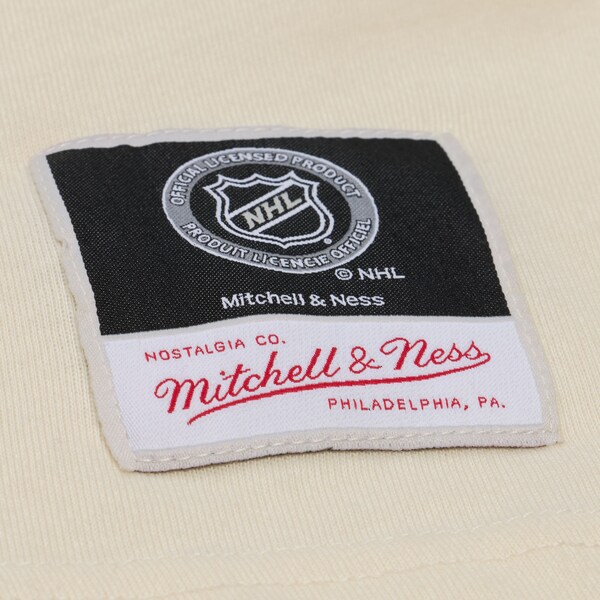 OFFICIAL LICENSED PRODUCT
NHL
PRODUIT LICENCIE OFFICIEL
© NHL
Mitchell & Ness
NOSTALGIA CO.
Mitchell & Ness
PHILADELPHIA, PA.